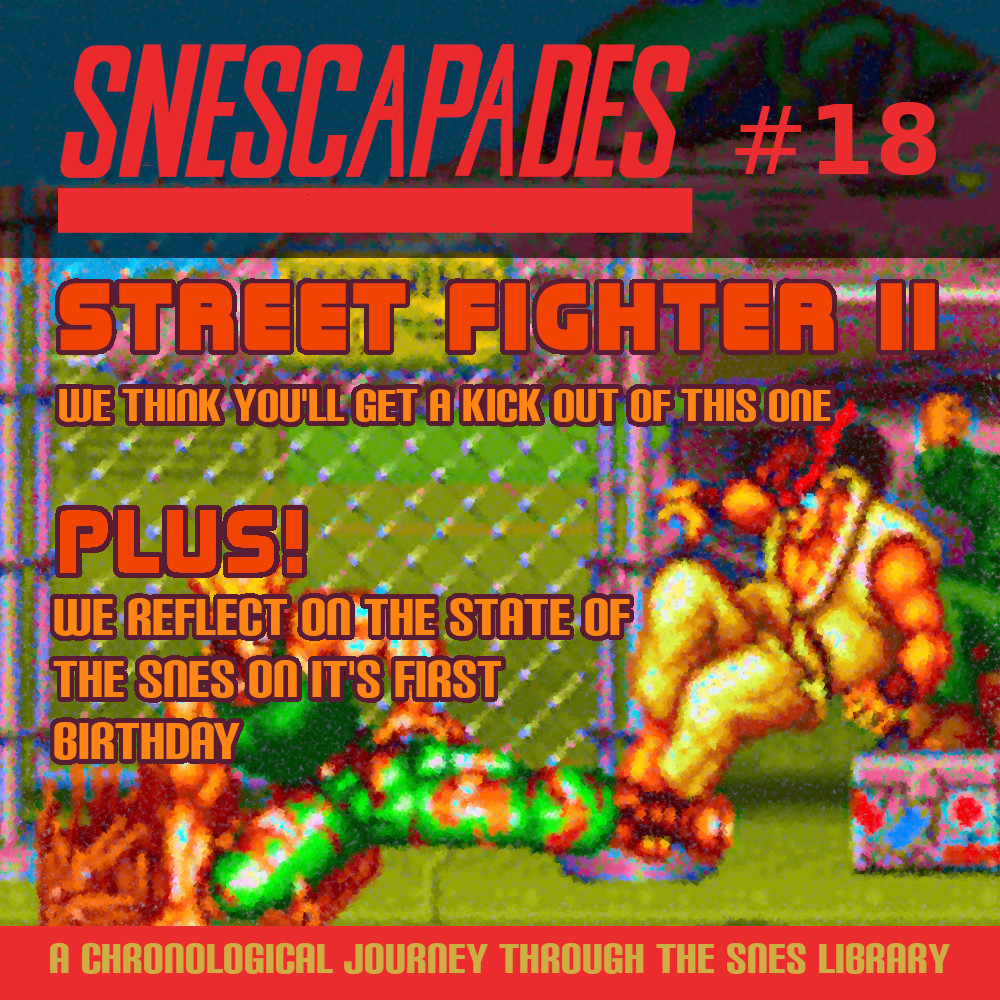 SNESCAPADES
#18
STREET FIGHTER II
WE THINK YOU'LL GET A KICK OUT OF THIS ONE
PLUS!
WE REFLECT ON THE STATE OF
THE SNES ON IT'S FIRST
BIRTHDAY
A CHRONOLOGICAL JOURNEY THROUGH THE SNES LIBRARY